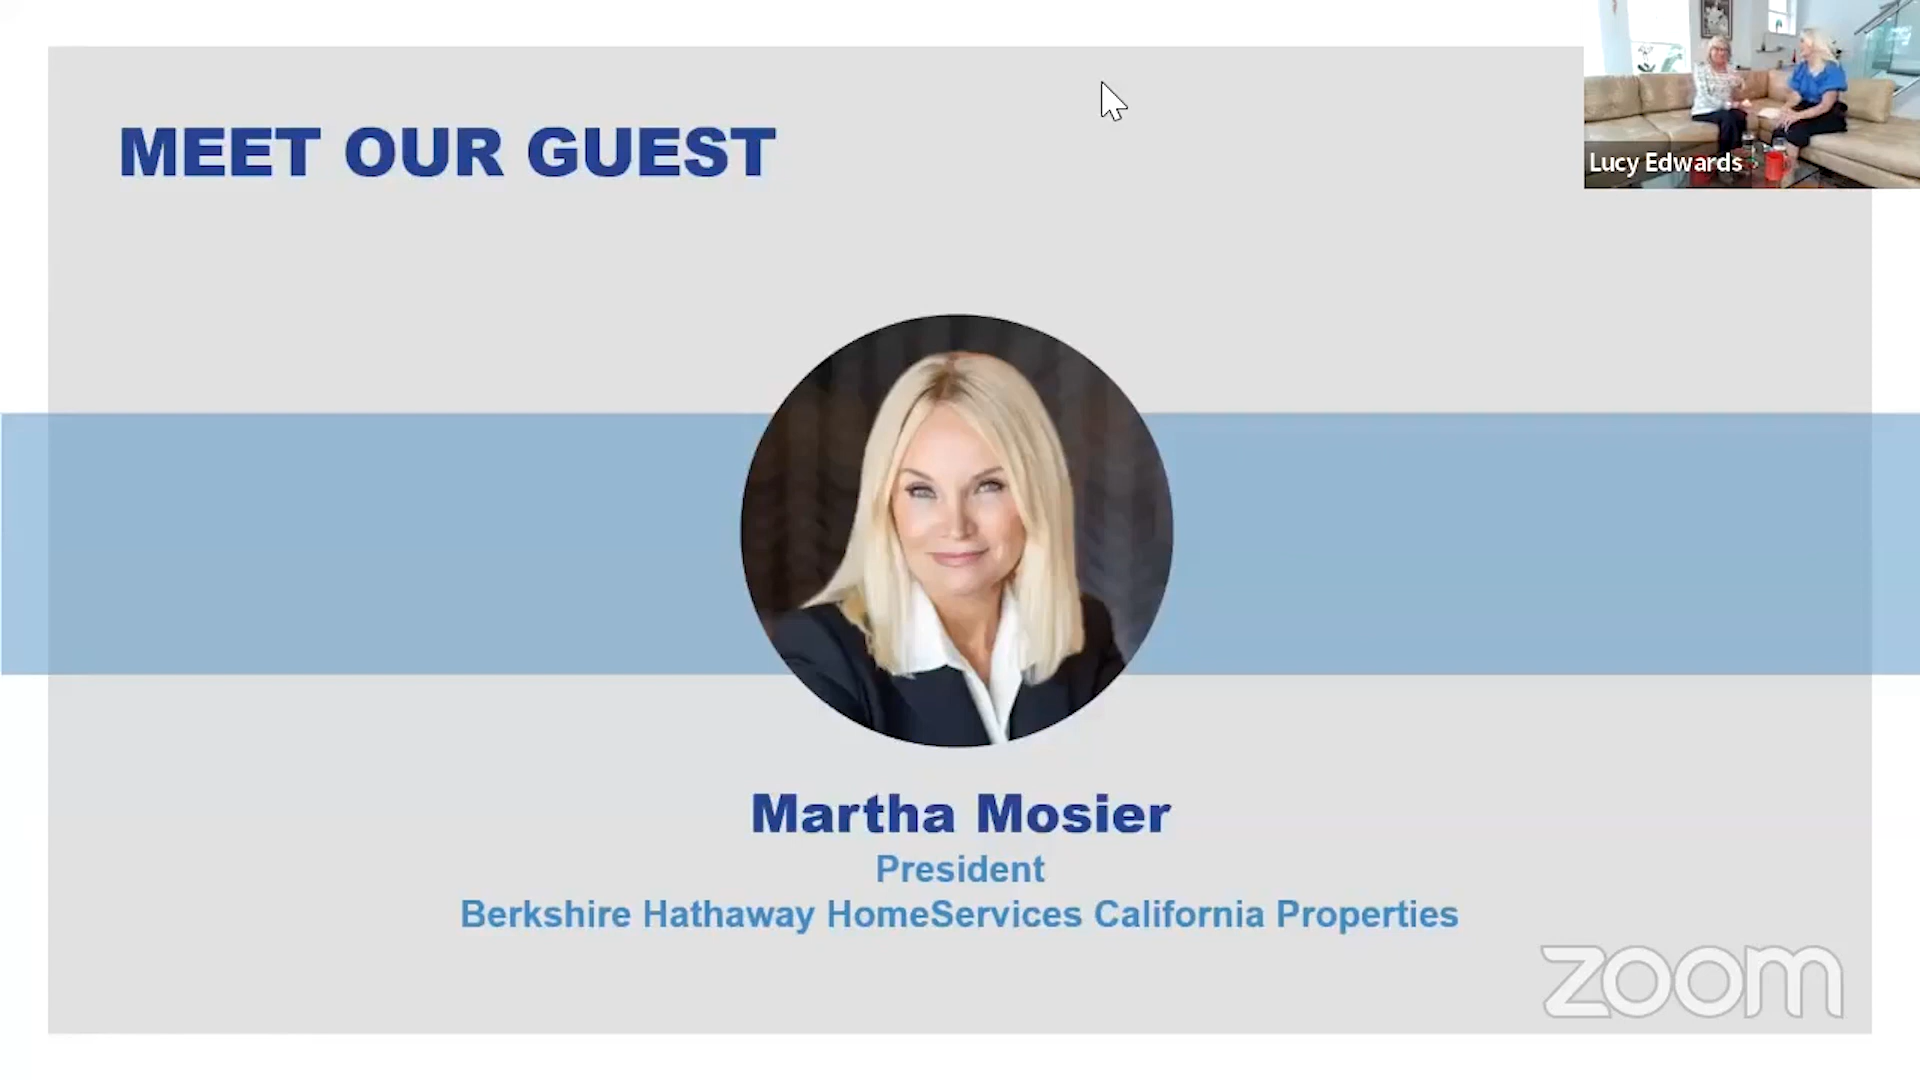 MEET OUR GUEST
Lucy Edwards
Martha Mosier
President
Berkshire Hathaway HomeServices California Properties
zoom